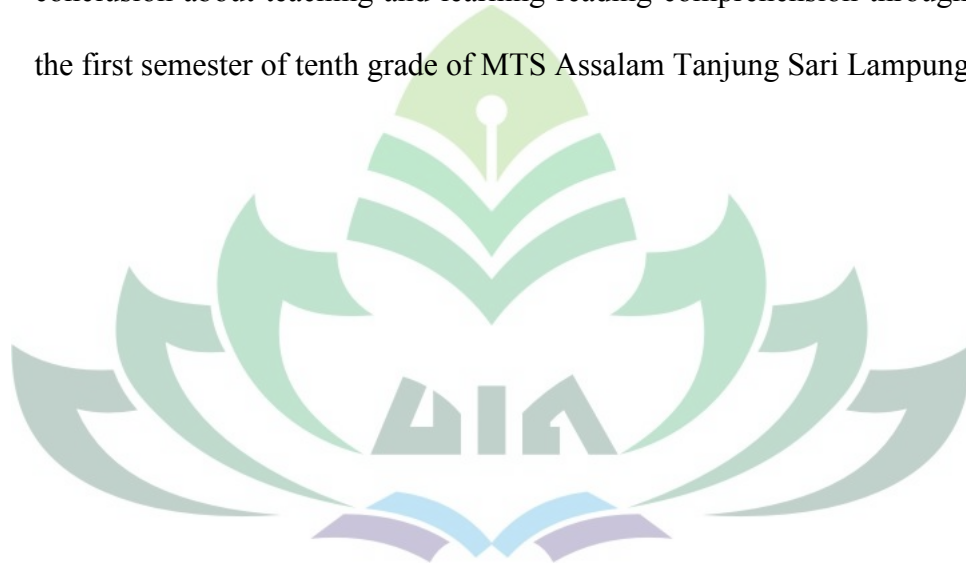 conclusion about teaching and learning reading comprehension through
the first semester of tenth grade of MTS Assalam Tanjung Sari Lampung
UIN